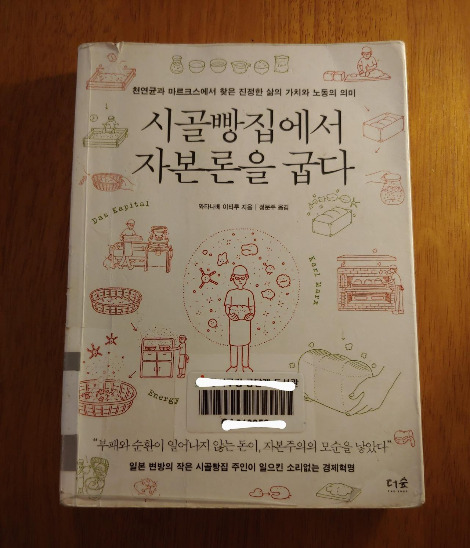 천연균과 마르크스에서 찾은 진정한 삶의 가치와 노동의 의미
시골빵집에서
자본론을 굽다
와타나베 이타루 지음 | 정문주 옮김
Das Kapital
Karl Marx
Energy
“부패와 순환이 일어나지 않는 돈이, 자본주의의 모순을 낳았다”
일본 변방의 작은 시골빵집 주인이 일으킨 소리없는 경제혁명
더숲